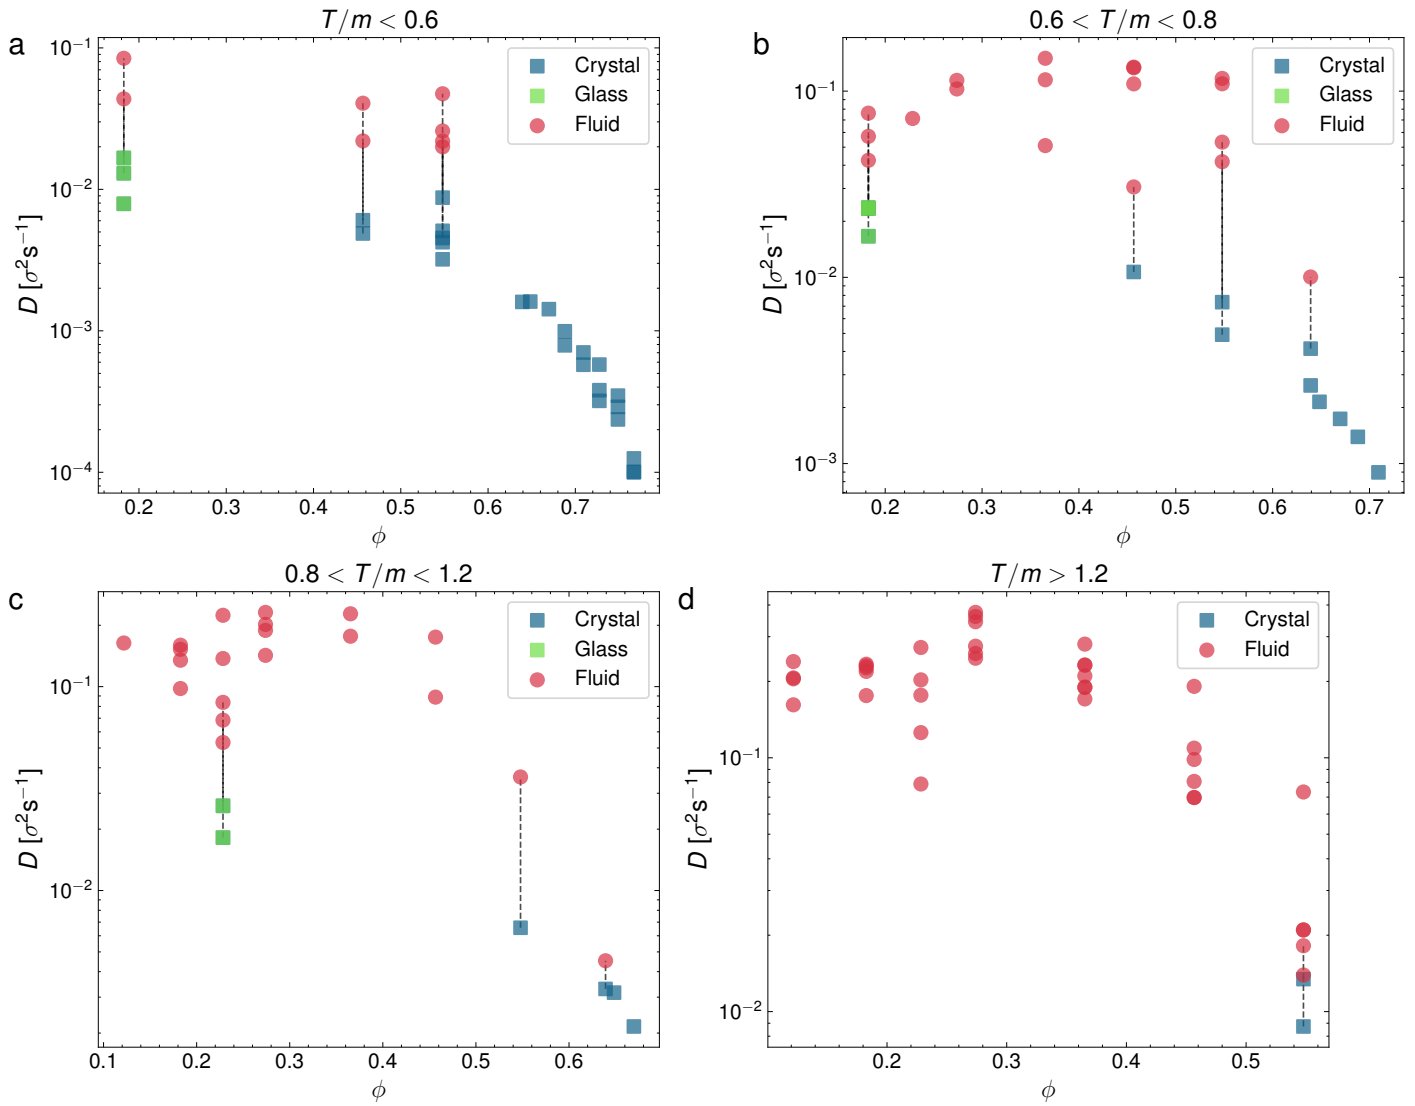 a
T/m < 0.6
Crystal
Glass
Fluid
10⁻¹
10⁻²
10⁻³
10⁻⁴
D [σ²s⁻¹]
0.2 0.3 0.4 0.5 0.6 0.7
ϕ
b
0.6 < T/m < 0.8
Crystal
Glass
Fluid
10⁻¹
10⁻²
10⁻³
D [σ²s⁻¹]
0.2 0.3 0.4 0.5 0.6 0.7
ϕ
c
0.8 < T/m < 1.2
Crystal
Glass
Fluid
10⁻¹
10⁻²
D [σ²s⁻¹]
0.1 0.2 0.3 0.4 0.5 0.6
ϕ
d
T/m > 1.2
Crystal
Fluid
10⁻¹
10⁻²
D [σ²s⁻¹]
0.2 0.3 0.4 0.5
ϕ